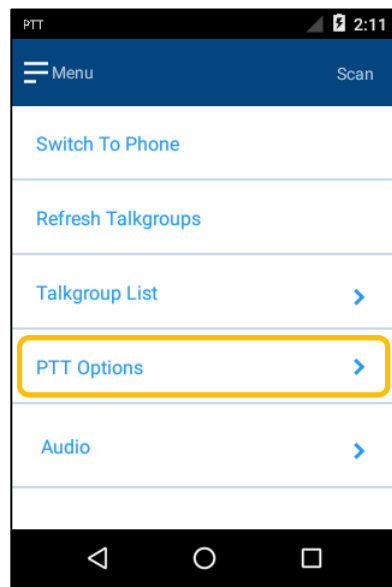 PTT 2:11
Menu Scan
Switch To Phone
Refresh Talkgroups
Talkgroup List
PTT Options
Audio